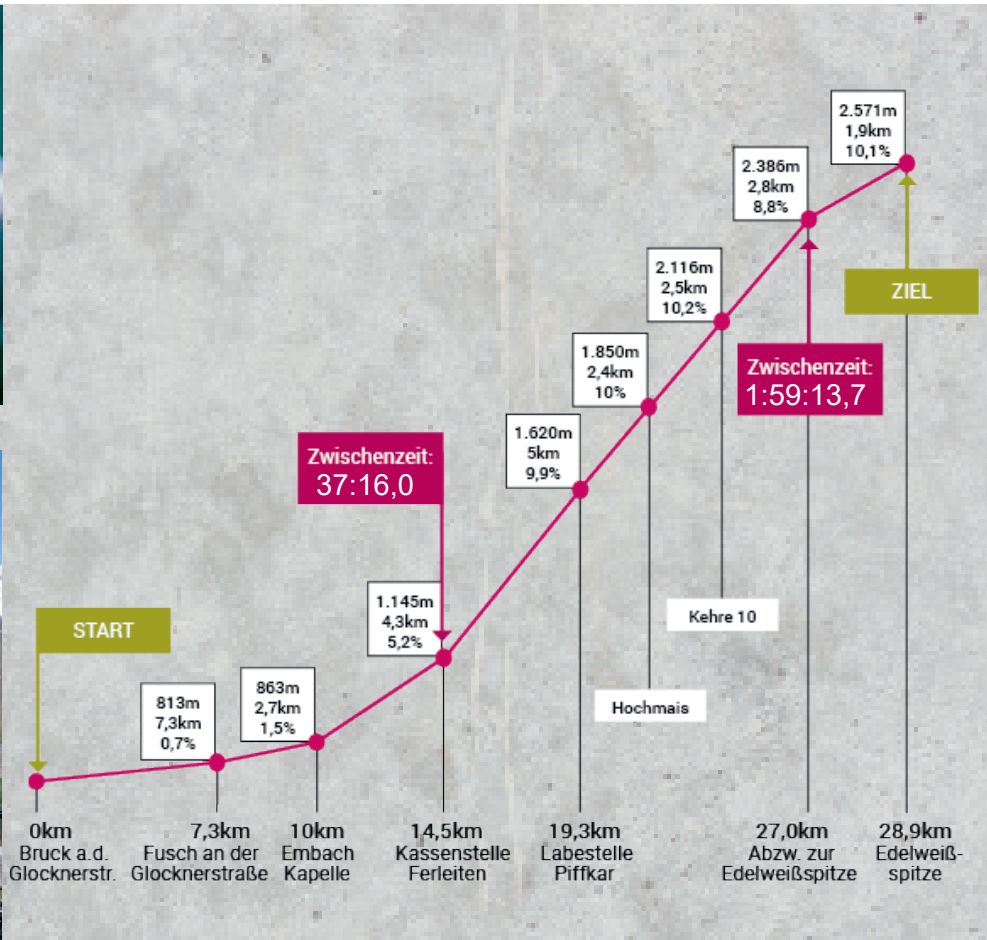 2.571m
1,9km
10,1%
2.386m
2,8km
8,8%
2.116m
2,5km
10,2%
ZIEL
1.850m
2,4km
10%
Zwischenzeit:
1:59:13,7
1.620m
5km
9,9%
Zwischenzeit:
37:16,0
1.145m
4,3km
5,2%
START
Kehre 10
863m
2,7km
1,5%
813m
7,3km
0,7%
Hochmais
0km
Bruck a.d.
Glocknerstr.
7,3km
Fusch an der
Glocknerstraße
10km
Embach
Kapelle
14,5km
Kassenstelle
Ferleiten
19,3km
Labestelle
Piffkar
27,0km
Abzw. zur
Edelweißspitze
28,9km
Edelweiß-
spitze